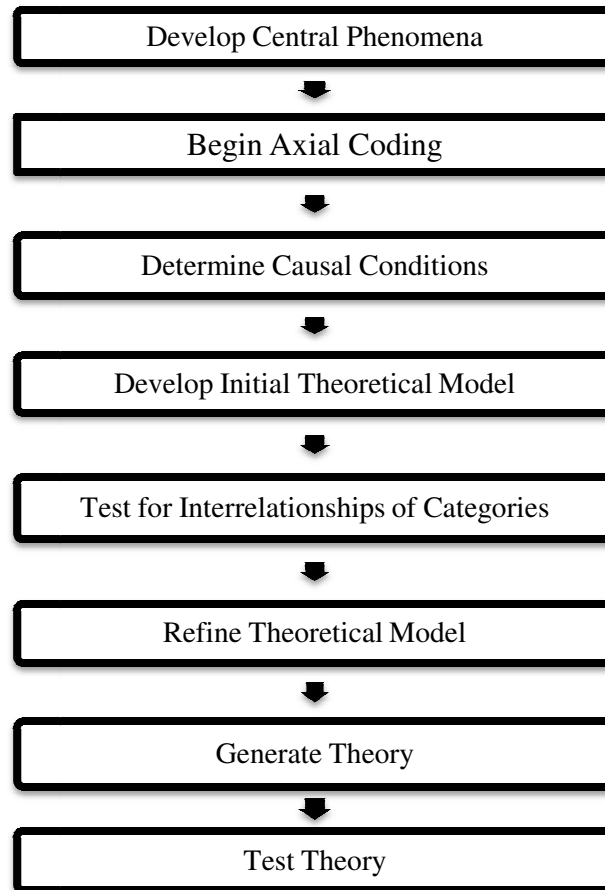 Develop Central Phenomena
Begin Axial Coding
Determine Causal Conditions
Develop Initial Theoretical Model
Test for Interrelationships of Categories
Refine Theoretical Model
Generate Theory
Test Theory